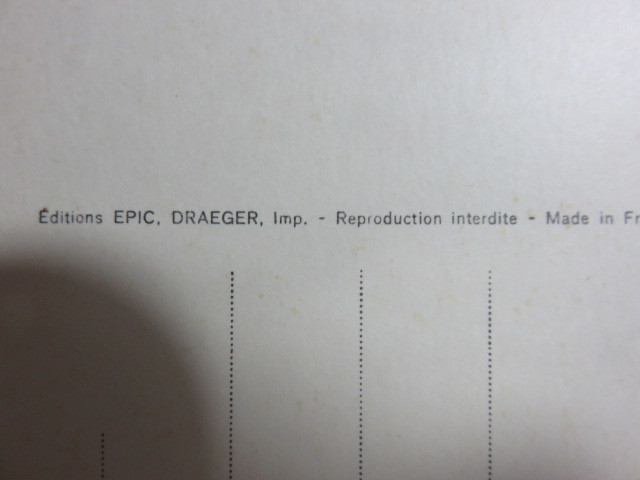 Éditions EPIC, DRAEGER, Imp. - Reproduction interdite - Made in Fr